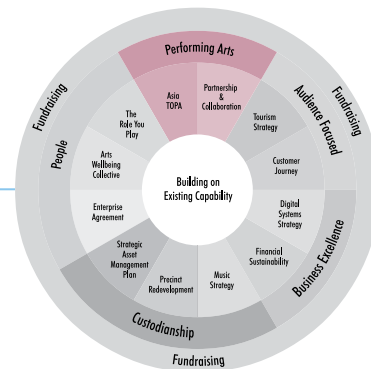 Performing Arts
Fundraising
Fundraising
Asia
TOPA
Partnership
&
Collaboration
Audience Focused
The
Role You
Play
Tourism
Strategy
People
Arts
Wellbeing
Collective
Customer
Journey
Building on
Existing Capability
Enterprise
Agreement
Digital
Systems
Strategy
Business Excellence
Strategic
Asset
Management
Plan
Financial
Sustainability
Precinct
Redevelopment
Music
Strategy
Custodianship
Fundraising